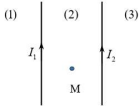 (1) (2) (3)
I₁ I₂
M